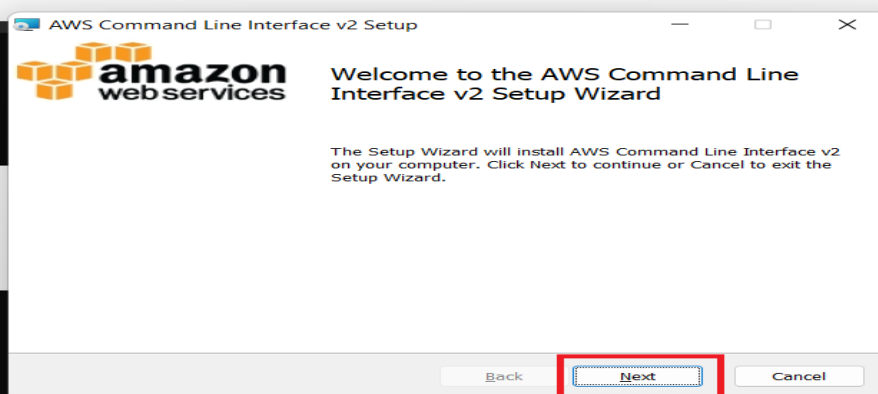 AWS Command Line Interface v2 Setup
amazon
webservices
Welcome to the AWS Command Line
Interface v2 Setup Wizard
The Setup Wizard will install AWS Command Line Interface v2
on your computer. Click Next to continue or Cancel to exit the
Setup Wizard.
Back Next Cancel